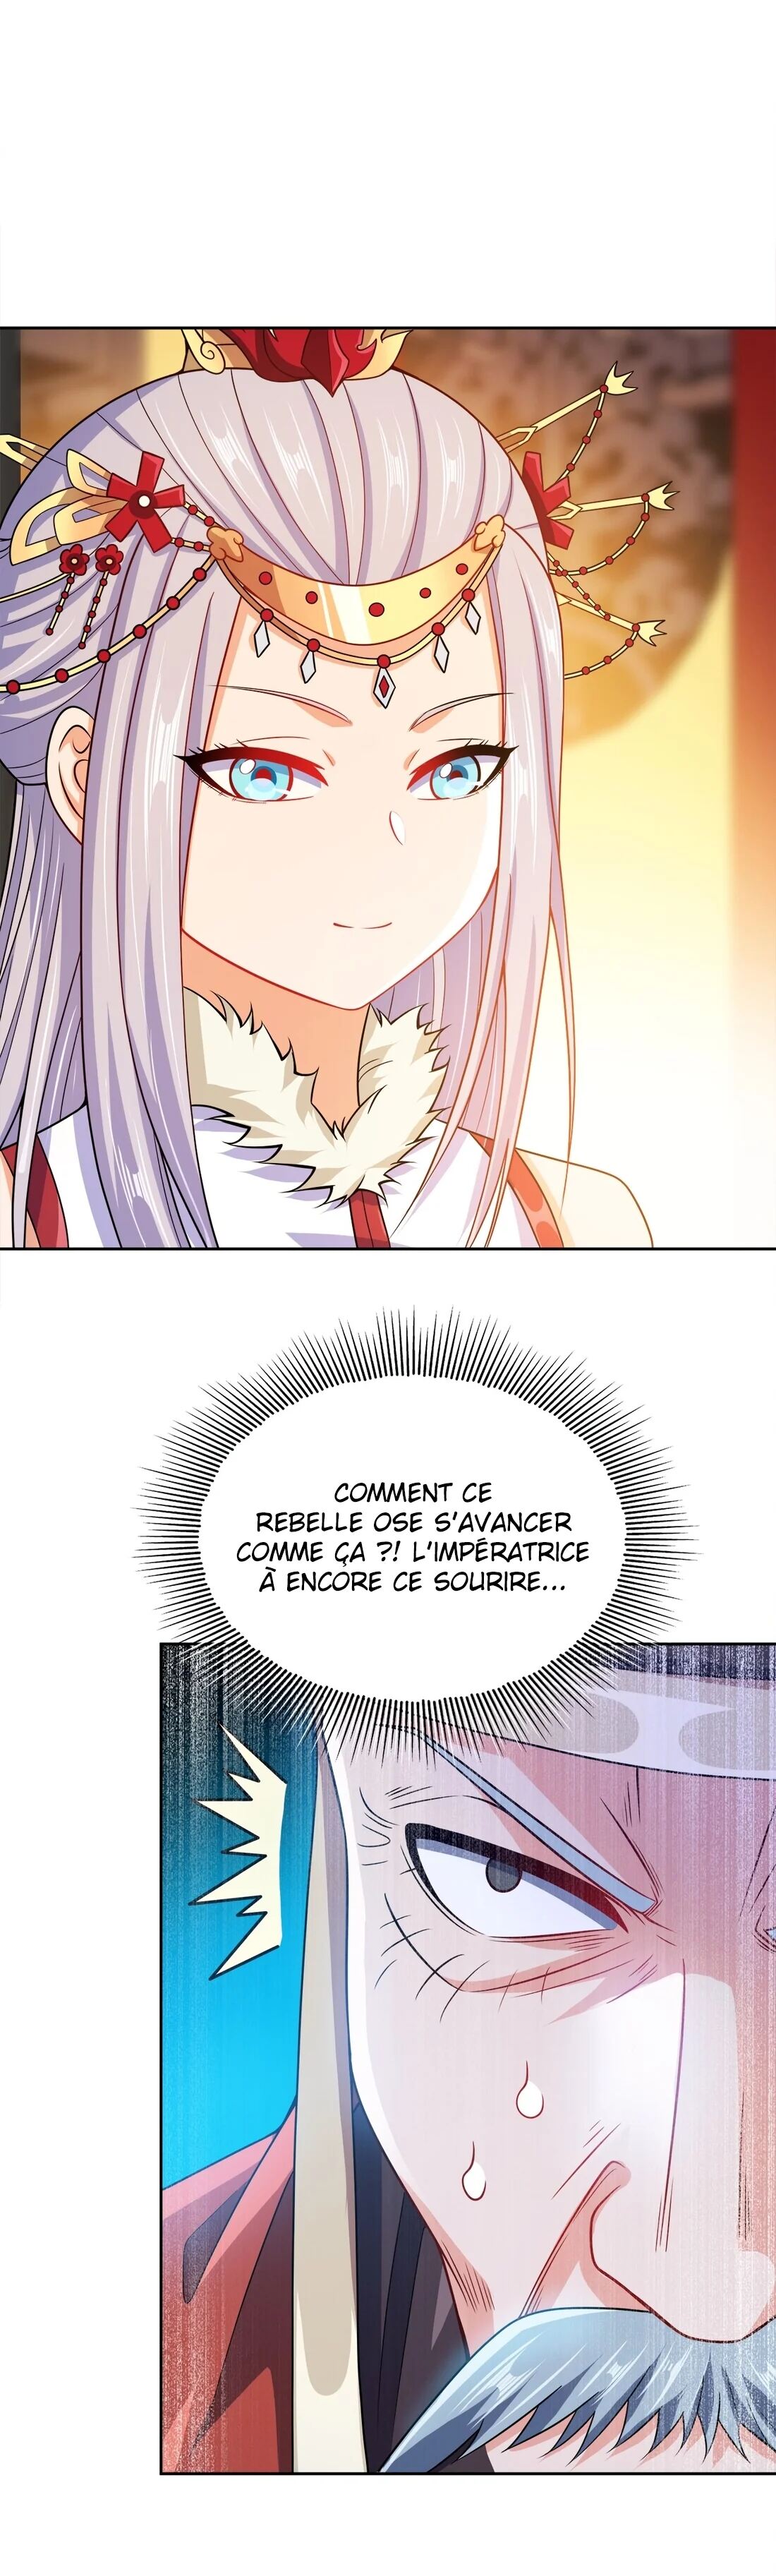 COMMENT CE
REBELLE OSE S'AVANCER
COMME ÇA ?! L'IMPÉRATRICE
À ENCORE CE SOURIRE...